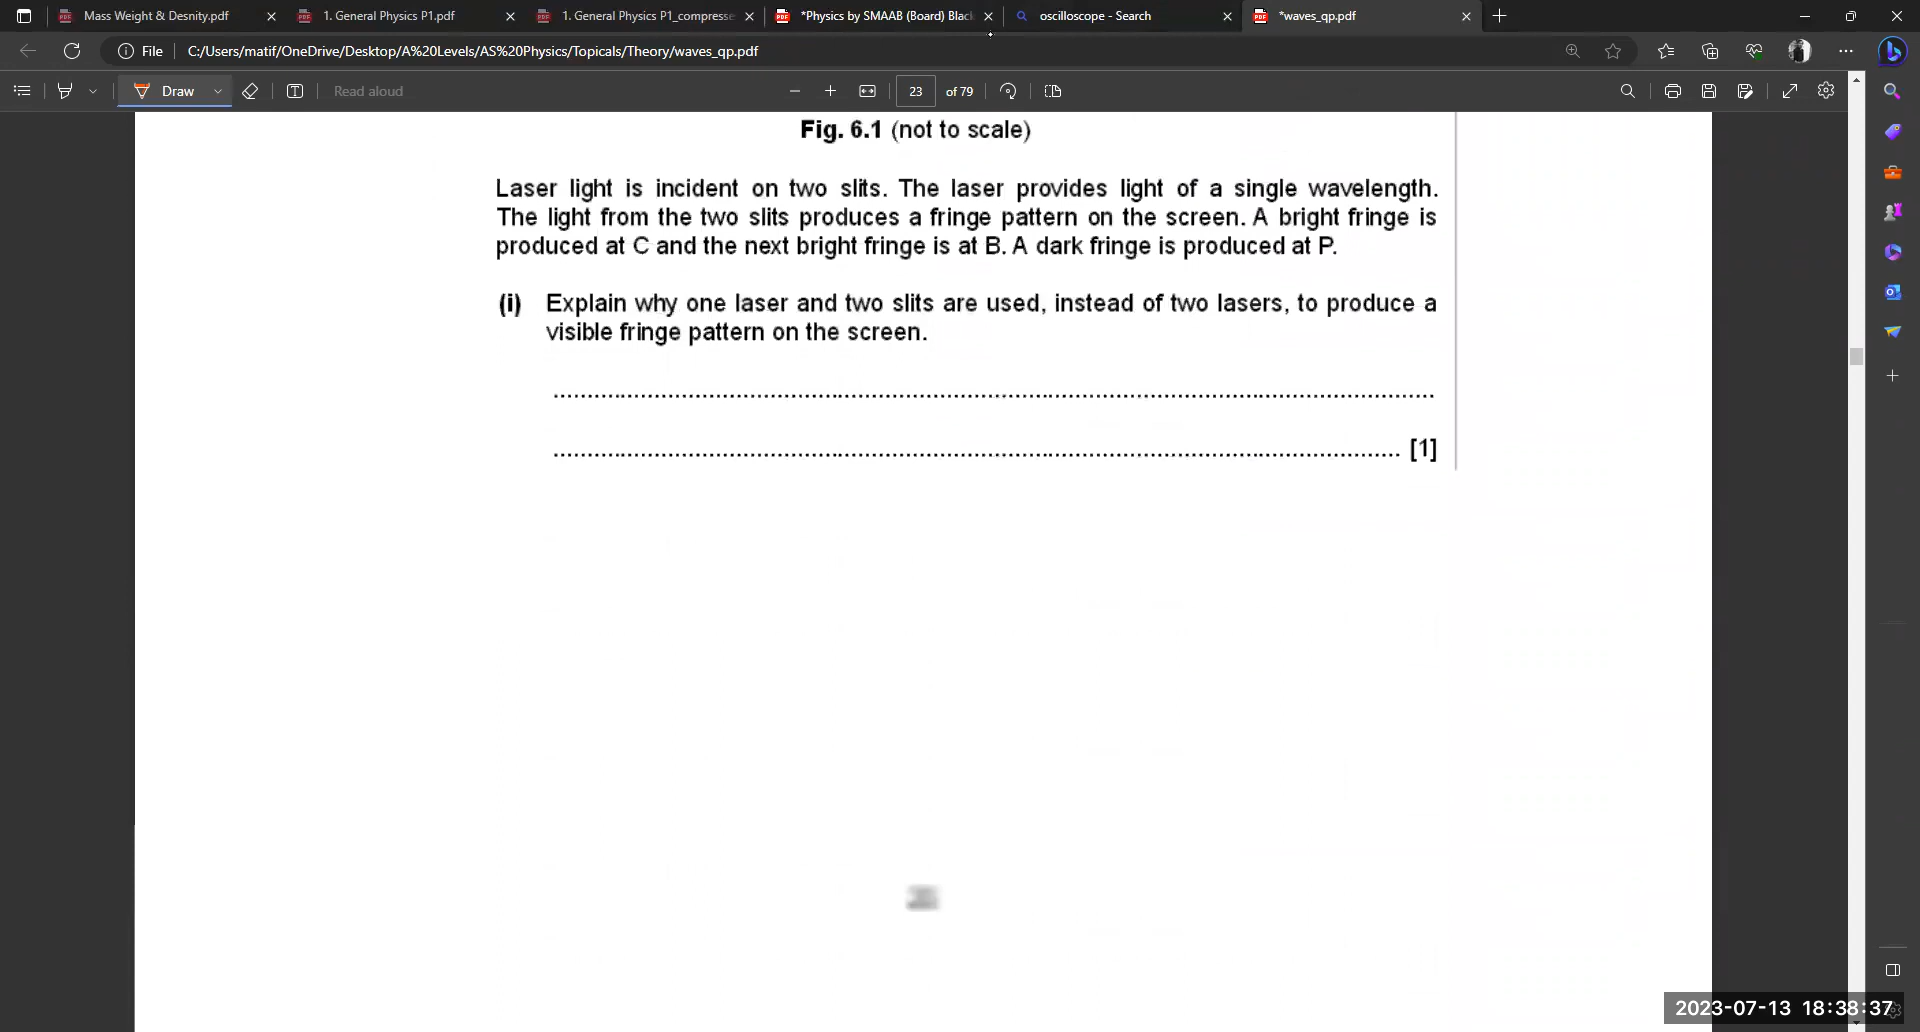 Mass Weight & Desnity.pdf
1. General Physics P1.pdf
1. General Physics P1_compresse
*Physics by SMAAB (Board) Blac
oscilloscope - Search
*waves_qp.pdf
File
C:/Users/matif/OneDrive/Desktop/A%20Levels/AS%20Physics/Topicals/Theory/waves_qp.pdf
Draw
Read aloud
23 of 79
Fig. 6.1 (not to scale)
Laser light is incident on two slits. The laser provides light of a single wavelength.
The light from the two slits produces a fringe pattern on the screen. A bright fringe is
produced at C and the next bright fringe is at B. A dark fringe is produced at P.
(i) Explain why one laser and two slits are used, instead of two lasers, to produce a
visible fringe pattern on the screen.
[1]
2023-07-13 18:38:37